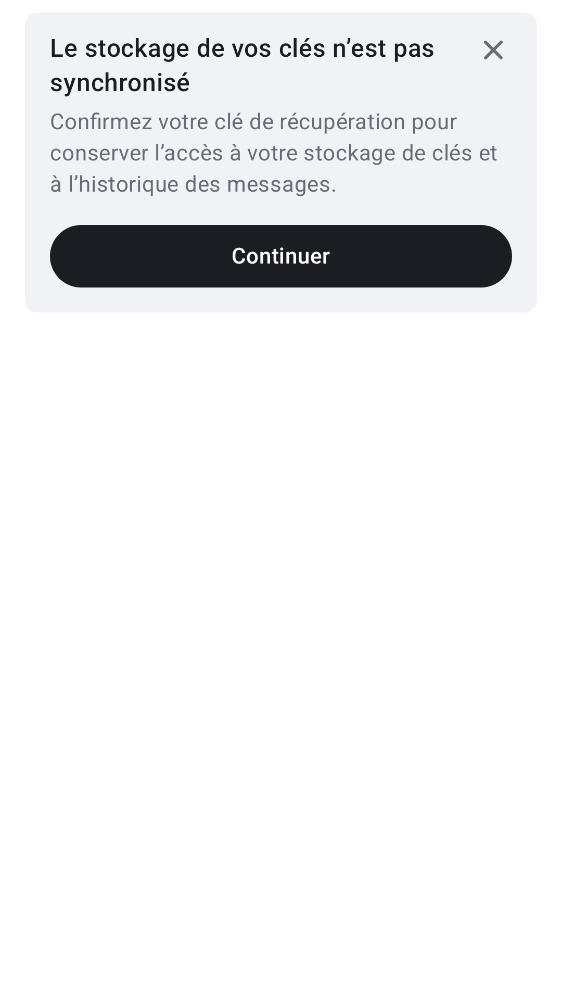 Le stockage de vos clés n’est pas
synchronisé
Confirmez votre clé de récupération pour
conserver l’accès à votre stockage de clés et
à l’historique des messages.
Continuer